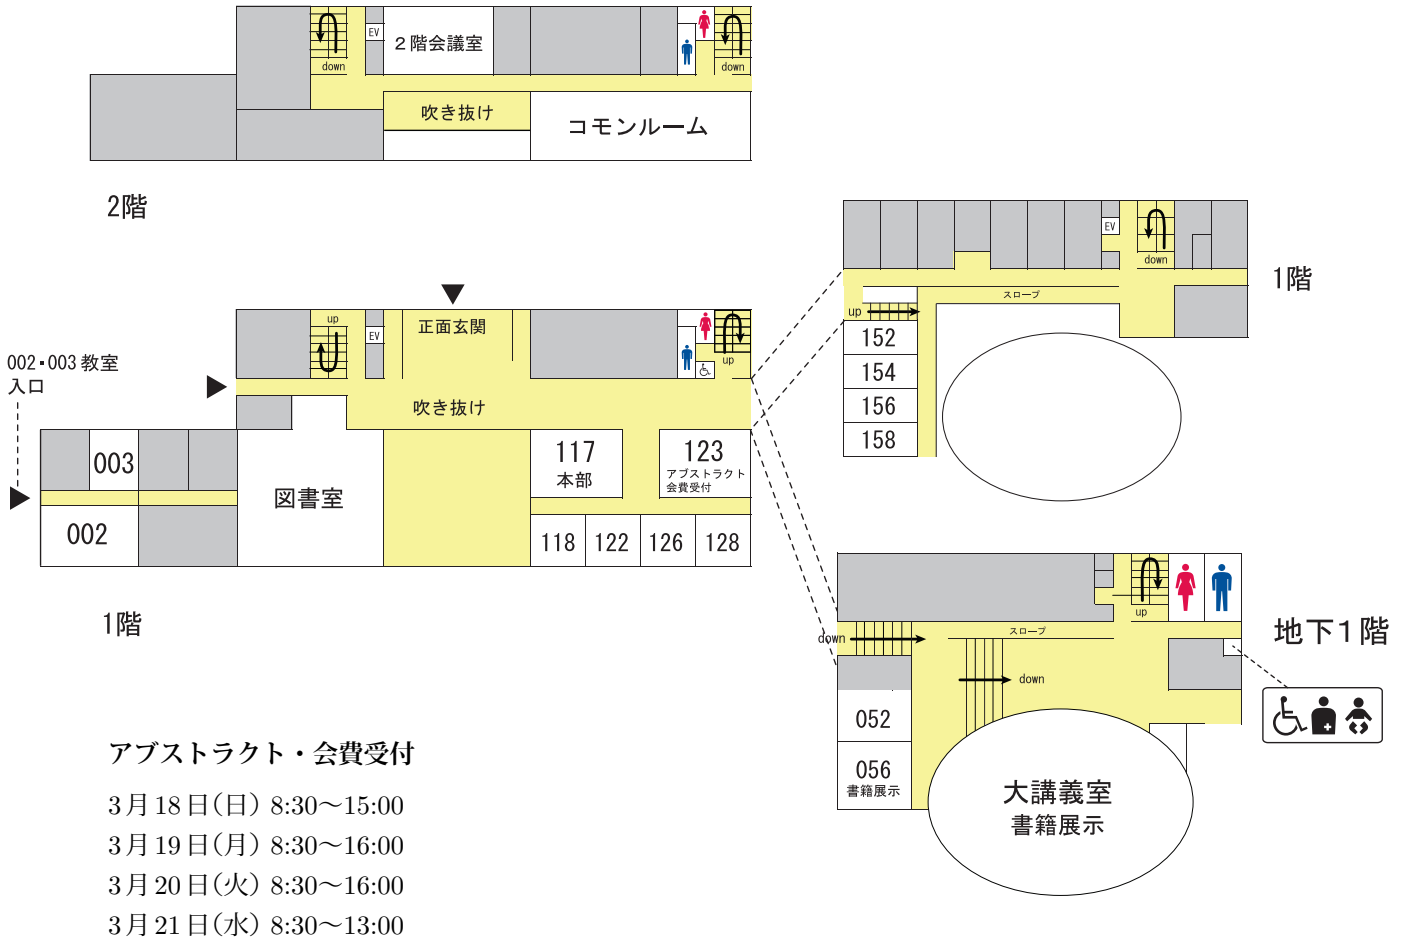 EV
2階会議室
down
down
吹き抜け
コモンルーム
2階
EV
down
1階
スロープ
up
152
154
156
158
up
EV
正面玄関
up
002・003 教室
入口
吹き抜け
003
002
図書室
117
本部
123
アブストラクト
会費受付
118
122
126
128
1階
up
down
スロープ
down
地下1階
052
056
書籍展示
大講義室
書籍展示
アブストラクト・会費受付
3月18日(日) 8:30〜15:00
3月19日(月) 8:30〜16:00
3月20日(火) 8:30〜16:00
3月21日(水) 8:30〜13:00